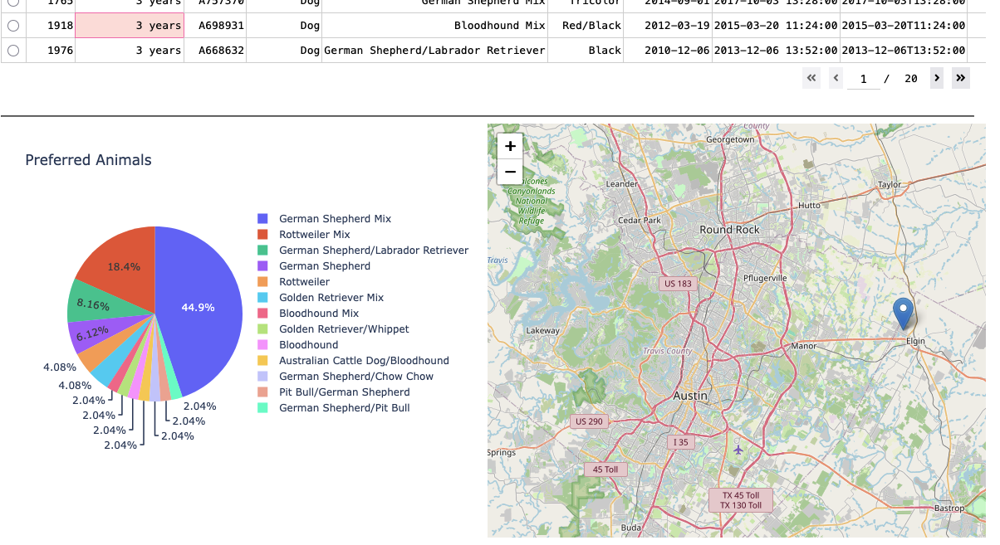 1765 3 years A757370 Dog German Shepherd Mix Tricolor 2014-09-01 2017-10-03 13:28:00 2017-10-03T13:28:00
1918 3 years A698931 Dog Bloodhound Mix Red/Black 2012-03-19 2015-03-20 11:24:00 2015-03-20T11:24:00
1976 3 years A668632 Dog German Shepherd/Labrador Retriever Black 2010-12-06 2013-12-06 13:52:00 2013-12-06T13:52:00
<< < 1 / 20 > >>
Preferred Animals
44.9%
18.4%
8.16%
6.12%
4.08%
4.08%
2.04%
2.04%
2.04%
2.04%
2.04%
2.04%
2.04%
German Shepherd Mix
Rottweiler Mix
German Shepherd/Labrador Retriever
German Shepherd
Rottweiler
Golden Retriever Mix
Bloodhound Mix
Golden Retriever/Whippet
Bloodhound
Australian Cattle Dog/Bloodhound
German Shepherd/Chow Chow
Pit Bull/German Shepherd
German Shepherd/Pit Bull
+
−
County
Georgetown
Leander
alcones
Canyonlands
National
Wildlife
Refuge
Taylor
Hutto
Cedar Park
Round Rock
Travis
US 183
Pflugerville
Lakeway
Travis County
Manor
Elgin
Austin
US 290
I 35
Springs
45 Toll
TX 45 Toll
TX 130 Toll
Bastrop
Buda